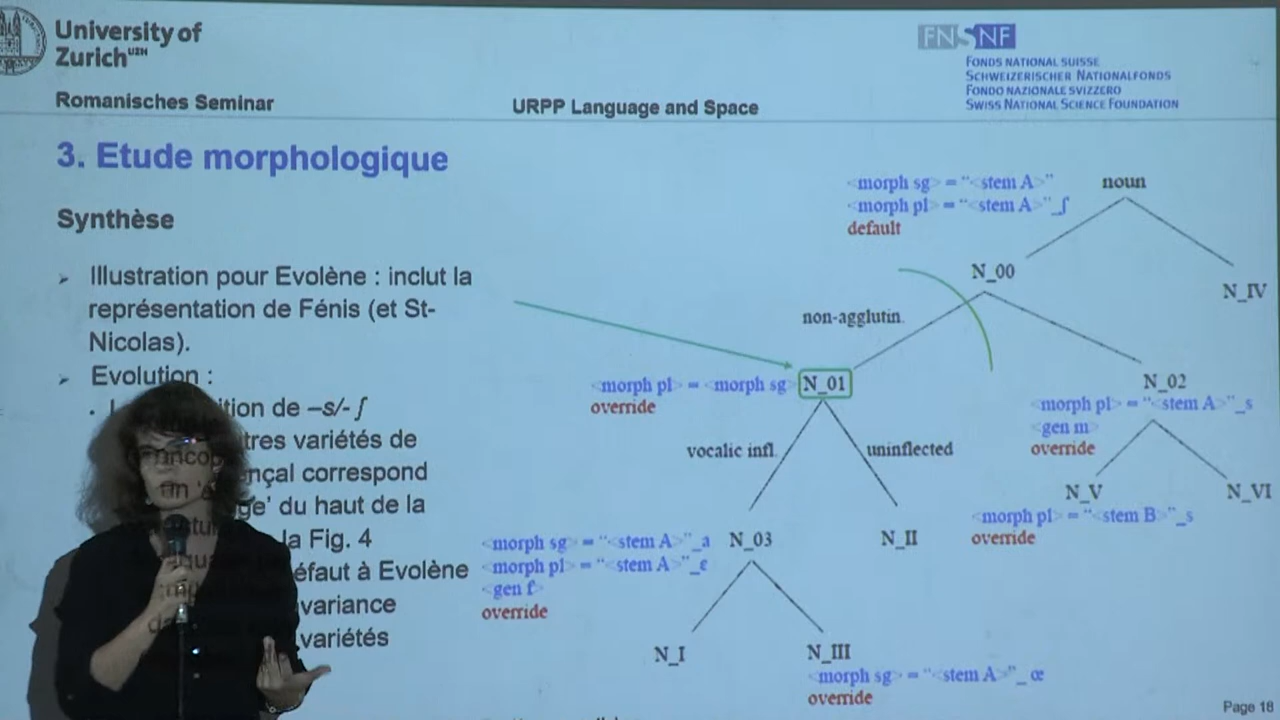 University of
Zurich UZH
FNSNF
FONDS NATIONAL SUISSE
SCHWEIZERISCHER NATIONALFONDS
FONDO NAZIONALE SVIZZERO
SWISS NATIONAL SCIENCE FOUNDATION
Romanisches Seminar
URPP Language and Space
3. Etude morphologique
Synthèse
➢ Illustration pour Evolène : inclut la
représentation de Fénis (et St-
Nicolas).
➢ Evolution :
de –s/- ʃ
variétés de
correspond
du haut de la
la Fig. 4
à Evolène
variétés
<morph sg> = "<stem A>"
<morph pl> = "<stem A>"_ʃ
default
noun
N_00
N_IV
non-agglutin.
<morph pl> = <morph sg>
override
N_01
N_02
<morph pl> = "<stem A>"_s
<gen m>
override
vocalic infl.
uninflected
N_V
N_VI
<morph pl> = "<stem B>"_s
override
<morph sg> = "<stem A>"_a
<morph pl> = "<stem A>"_ɛ
<gen f>
override
N_03
N_II
N_I
N_III
<morph sg> = "<stem A>"_œ
override
Page 18